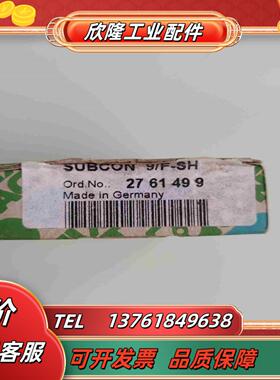 欣隆工业配件
SUBCON 9/F-SH
Ord.No.: 27 61 49 9
Made in Germany
价
客服
TEL 13761849638
可开发票 正品保障